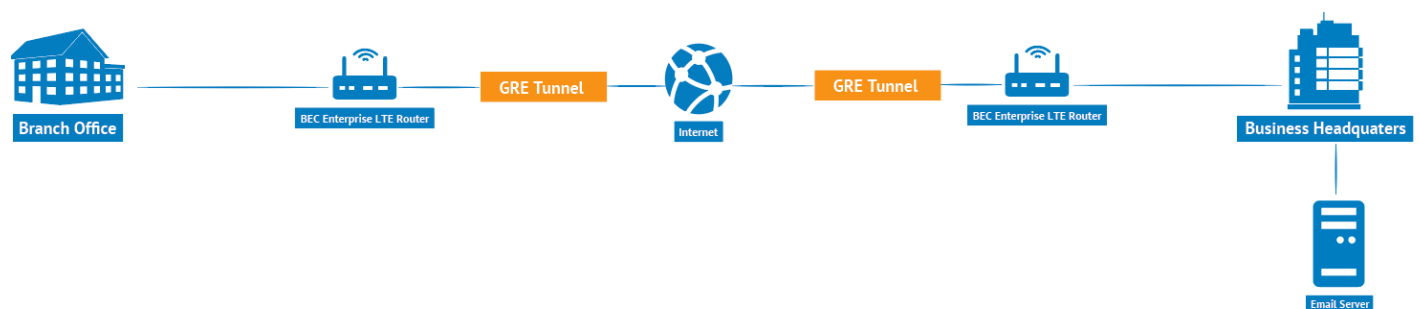 GRE Tunnel
GRE Tunnel
BEC Enterprise LTE Router
BEC Enterprise LTE Router
Branch Office
Internet
Business Headquaters
Email Server